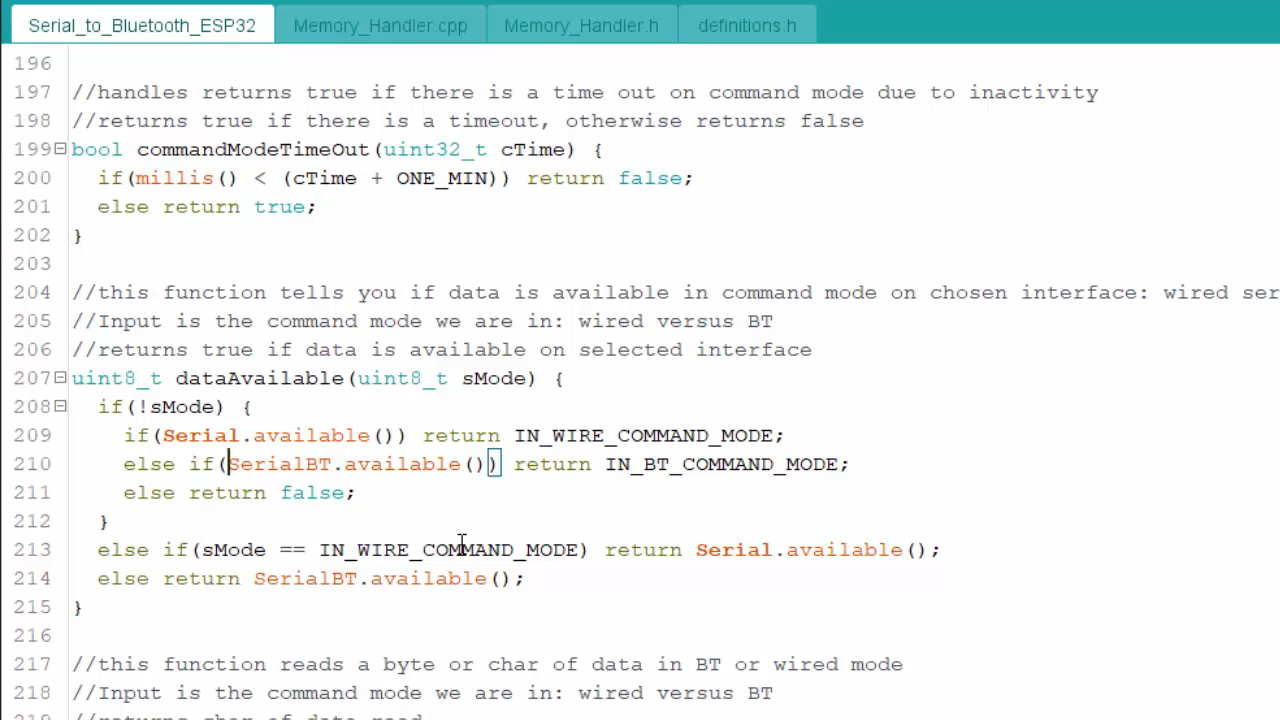 Serial_to_Bluetooth_ESP32 Memory_Handler.cpp Memory_Handler.h definitions.h
196
197 //handles returns true if there is a time out on command mode due to inactivity
198 //returns true if there is a timeout, otherwise returns false
199 bool commandModeTimeOut(uint32_t cTime) {
200 if(millis() < (cTime + ONE_MIN)) return false;
201 else return true;
202 }
203
204 //this function tells you if data is available in command mode on chosen interface: wired ser
205 //Input is the command mode we are in: wired versus BT
206 //returns true if data is available on selected interface
207 uint8_t dataAvailable(uint8_t sMode) {
208 if(!sMode) {
209 if(Serial.available()) return IN_WIRE_COMMAND_MODE;
210 else if(SerialBT.available()) return IN_BT_COMMAND_MODE;
211 else return false;
212 }
213 else if(sMode == IN_WIRE_COMMAND_MODE) return Serial.available();
214 else return SerialBT.available();
215 }
216
217 //this function reads a byte or char of data in BT or wired mode
218 //Input is the command mode we are in: wired versus BT
219 //returns char of data read